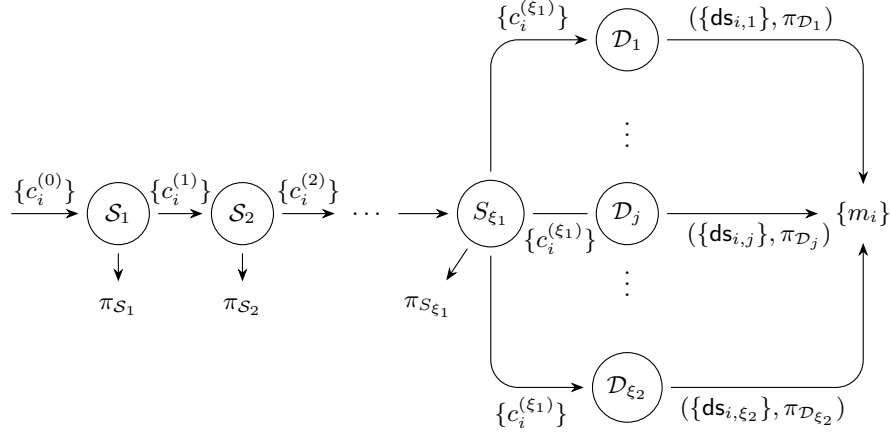 {c_i^{(ξ_1)}} 𝒟_1 ({ds_{i,1}}, π_{𝒟_1})
⋮
{c_i^{(0)}} 𝒮_1 {c_i^{(1)}} 𝒮_2 {c_i^{(2)}} ⋯ S_{ξ_1} {c_i^{(ξ_1)}} 𝒟_j ({ds_{i,j}}, π_{𝒟_j}) {m_i}
π_{𝒮_1} π_{𝒮_2} π_{S_{ξ_1}} ⋮
{c_i^{(ξ_1)}} 𝒟_{ξ_2} ({ds_{i,ξ_2}}, π_{𝒟_{ξ_2}})